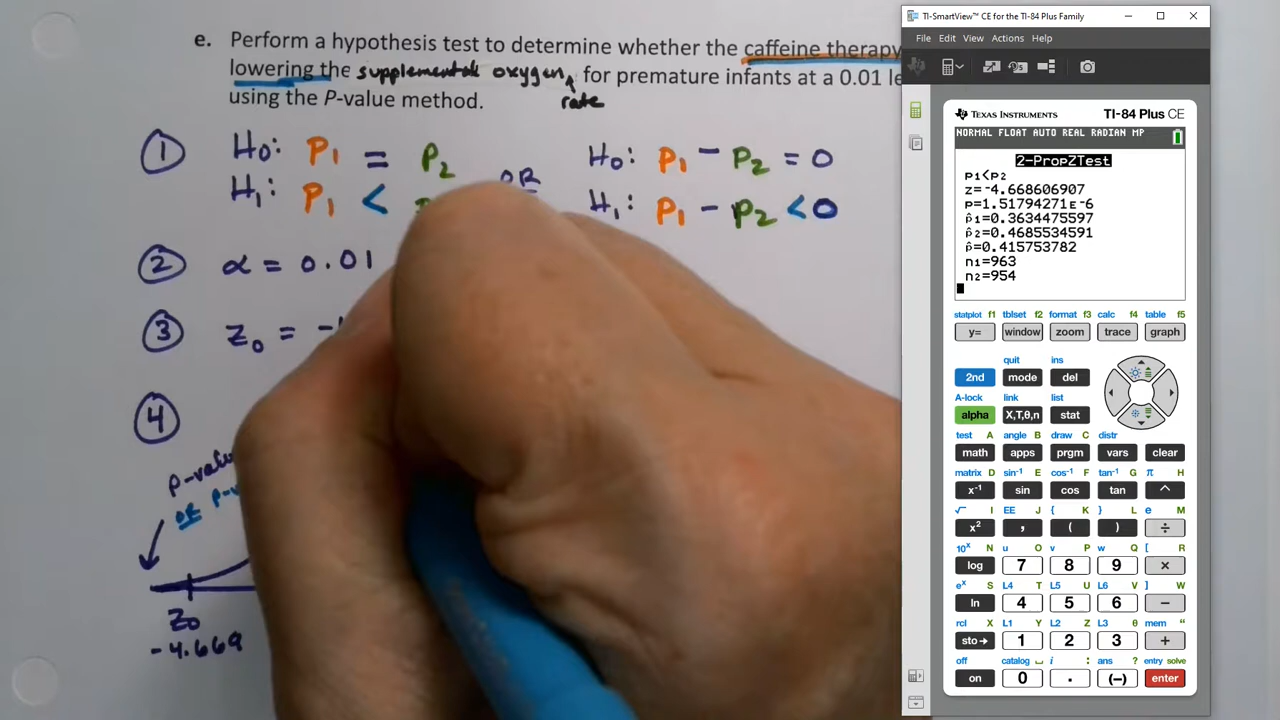 e. Perform a hypothesis test to determine whether the caffeine therapy
lowering the supplemental oxygen for premature infants at a 0.01 le
rate
using the P-value method.
① H₀: p₁ = p₂
H₁: p₁ <
OR
H₀: p₁ - p₂ = 0
H₁: p₁ - p₂ < 0
② α = 0.01
③ z₀ = -
④
P-valu
or P-v
z₀
-4.669
TI-SmartView™ CE for the TI-84 Plus Family
File Edit View Actions Help
TEXAS INSTRUMENTS TI-84 Plus CE
NORMAL FLOAT AUTO REAL RADIAN MP
2-PropZTest
p₁<p₂
z=-4.668606907
p=1.51794271E-6
p̂₁=0.3634475597
p̂₂=0.4685534591
p̂=0.415753782
n₁=963
n₂=954
statplot f1 tblset f2 format f3 calc f4 table f5
y= window zoom trace graph
quit ins
2nd mode del
A-lock link list
alpha X,T,θ,n stat
test A angle B draw C distr
math apps prgm vars clear
matrix D sin⁻¹ E cos⁻¹ F tan⁻¹ G π H
x⁻¹ sin cos tan ^
√ I EE J { K } L e M
x² , ( ) ÷
10ˣ N u O v P w Q [ R
log 7 8 9 ×
eˣ S L4 T L5 U L6 V ] W
ln 4 5 6 −
rcl X L1 Y L2 Z L3 θ mem "
sto→ 1 2 3 +
off catalog ␣ i : ans ? entry solve
on 0 . (−) enter